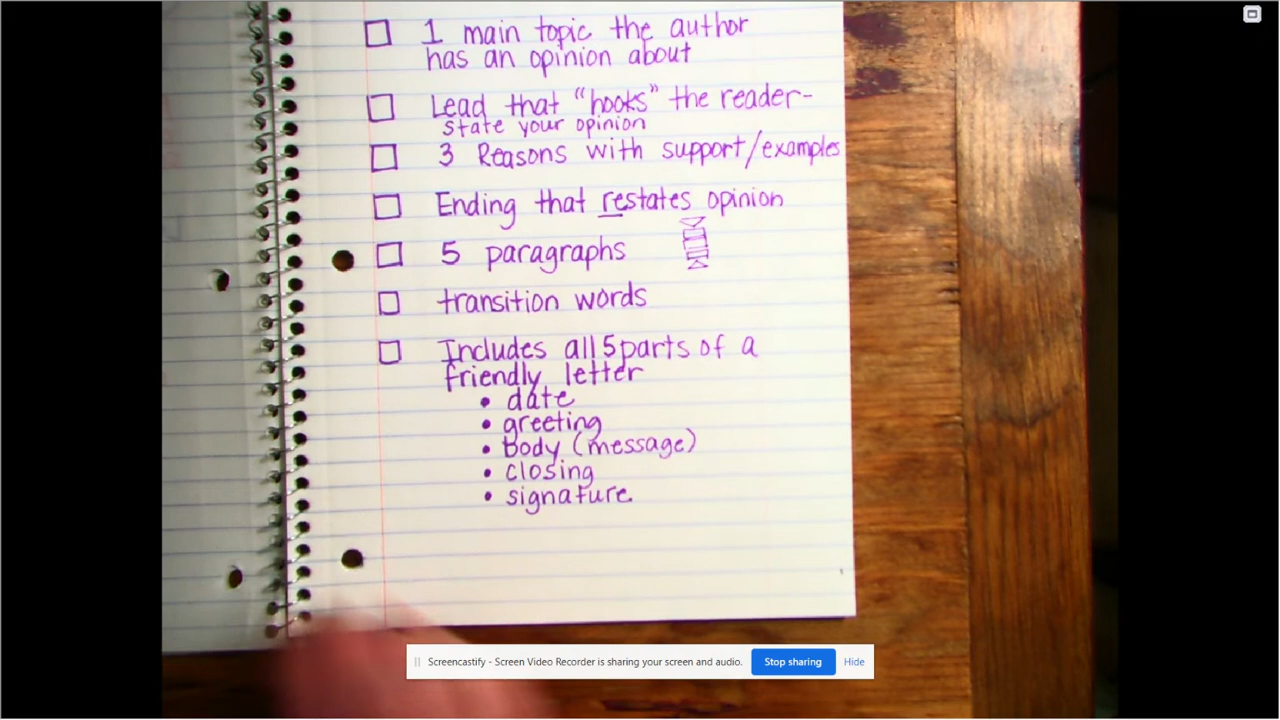 1 main topic the author
has an opinion about
Lead that "hooks" the reader-
state your opinion
3 Reasons with support/examples
Ending that restates opinion
5 paragraphs
transition words
Includes all 5 parts of a
friendly letter
• date
• greeting
• body (message)
• closing
• signature
Screencastify - Screen Video Recorder is sharing your screen and audio. Stop sharing Hide